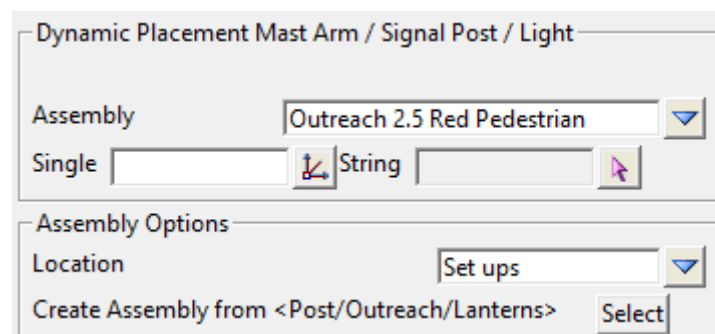 Dynamic Placement Mast Arm / Signal Post / Light
Assembly Outreach 2.5 Red Pedestrian
Single String
Assembly Options
Location Set ups
Create Assembly from <Post/Outreach/Lanterns> Select